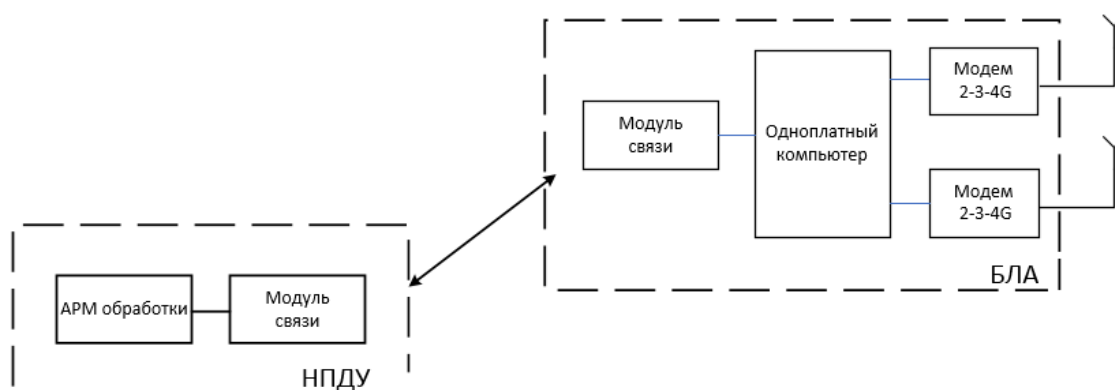 Модуль
связи
Одноплатный
компьютер
Модем
2-3-4G
Модем
2-3-4G
БЛА
АРМ обработки
Модуль
связи
НПДУ